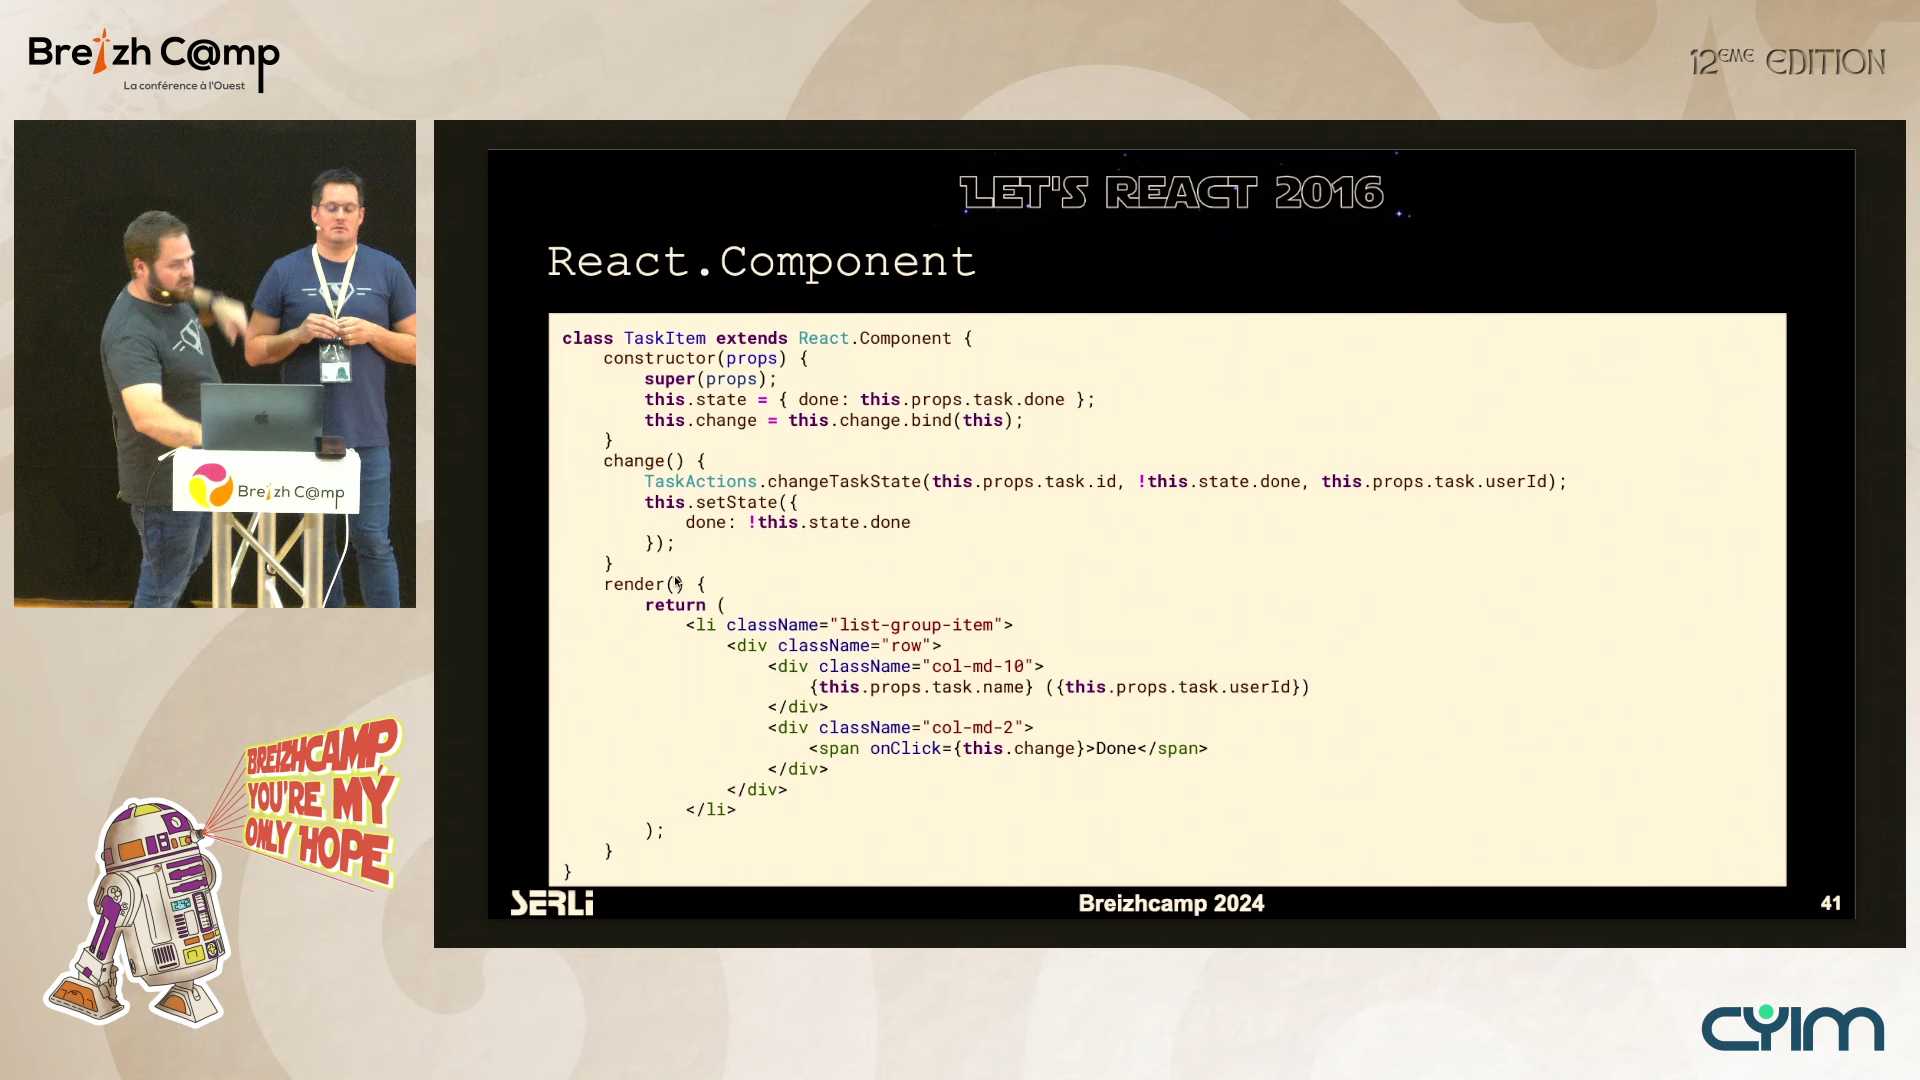 Breizh C@mp
La conférence à l'Ouest
12ÈME EDITION
LET'S REACT 2016
React.Component
class TaskItem extends React.Component {
    constructor(props) {
        super(props);
        this.state = { done: this.props.task.done };
        this.change = this.change.bind(this);
    }
    change() {
        TaskActions.changeTaskState(this.props.task.id, !this.state.done, this.props.task.userId);
        this.setState({
            done: !this.state.done
        });
    }
    render() {
        return (
            <li className="list-group-item">
                <div className="row">
                    <div className="col-md-10">
                        {this.props.task.name} ({this.props.task.userId})
                    </div>
                    <div className="col-md-2">
                        <span onClick={this.change}>Done</span>
                    </div>
                </div>
            </li>
        );
    }
}
SERLI
Breizhcamp 2024
41
Breizh C@mp
BREIZHCAMP,
YOU'RE MY
ONLY HOPE
CYIM